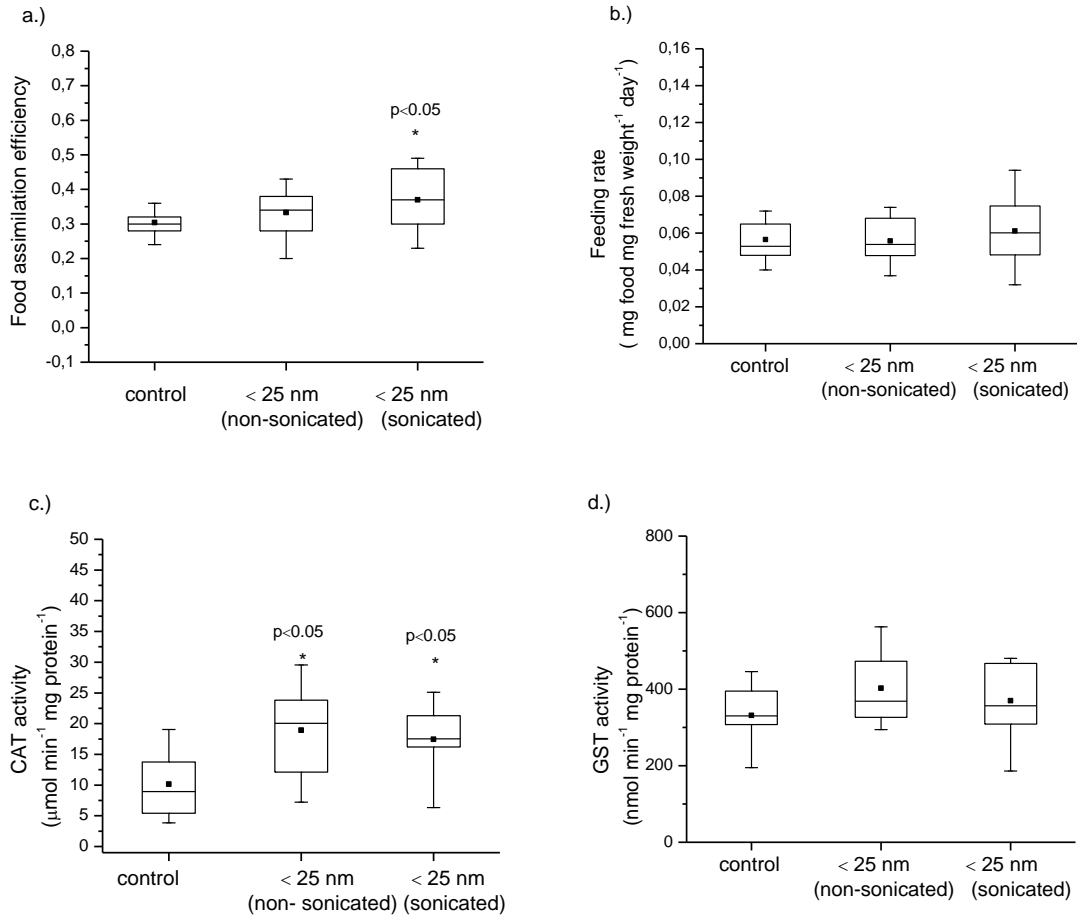 a.)
Food assimilation efficiency
0,8
0,7
0,6
0,5
0,4
0,3
0,2
0,1
0,0
-0,1
p<0.05
*
control
< 25 nm
(non-sonicated)
< 25 nm
(sonicated)
b.)
Feeding rate
( mg food mg fresh weight⁻¹ day⁻¹)
0,16
0,14
0,12
0,10
0,08
0,06
0,04
0,02
0,00
control
< 25 nm
(non-sonicated)
< 25 nm
(sonicated)
c.)
CAT activity
(μmol min⁻¹ mg protein⁻¹)
50
45
40
35
30
25
20
15
10
5
0
p<0.05
*
p<0.05
*
control
< 25 nm
(non- sonicated)
< 25 nm
(sonicated)
d.)
GST activity
(nmol min⁻¹ mg protein⁻¹)
800
600
400
200
0
control
< 25 nm
(non-sonicated)
< 25 nm
(sonicated)